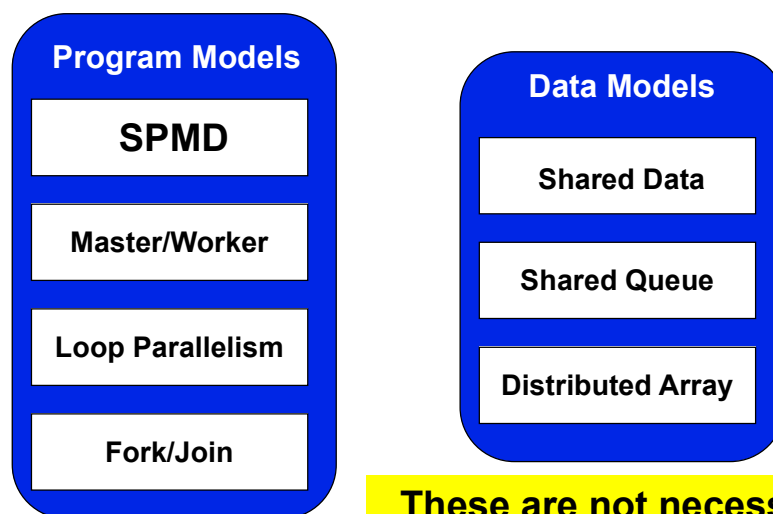 Program Models
SPMD
Master/Worker
Loop Parallelism
Fork/Join
Data Models
Shared Data
Shared Queue
Distributed Array
These are not